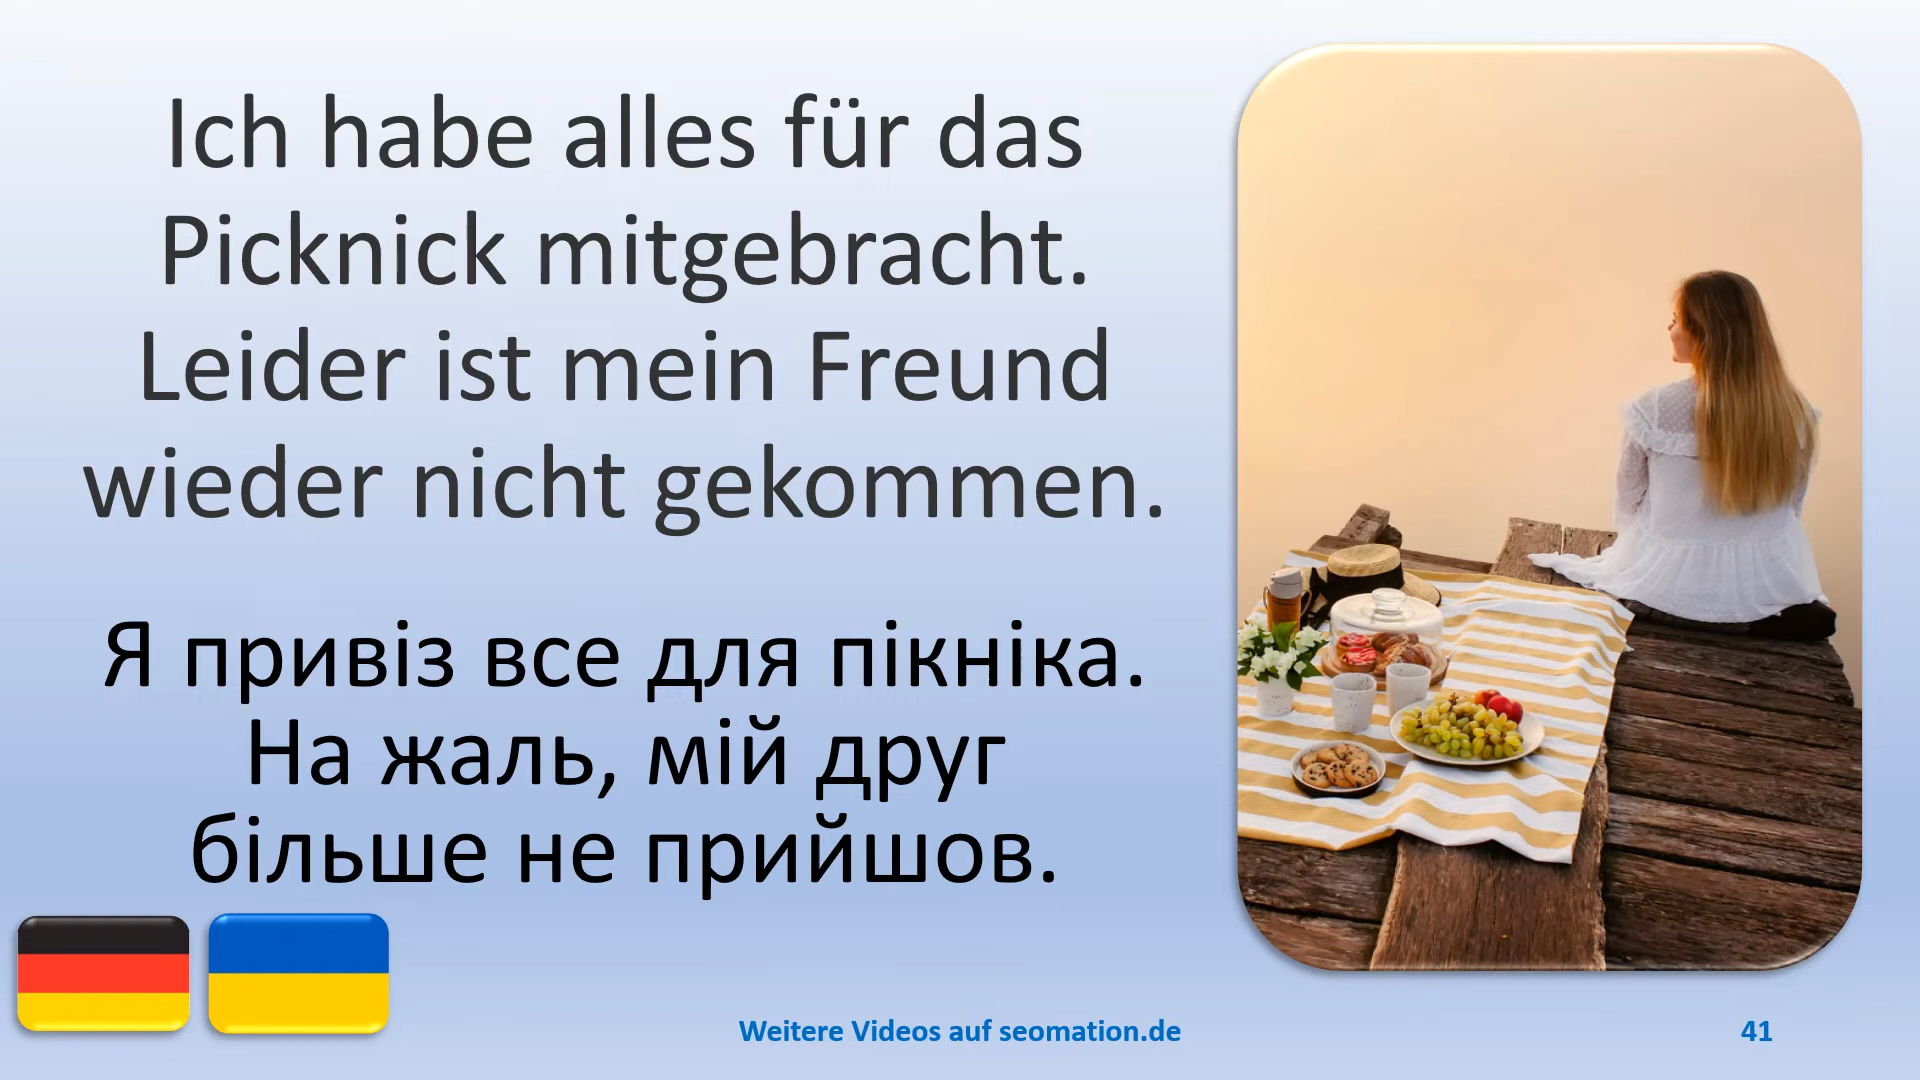 Ich habe alles für das
Picknick mitgebracht.
Leider ist mein Freund
wieder nicht gekommen.
Я привіз все для пікніка.
На жаль, мій друг
більше не прийшов.
Weitere Videos auf seomation.de
41